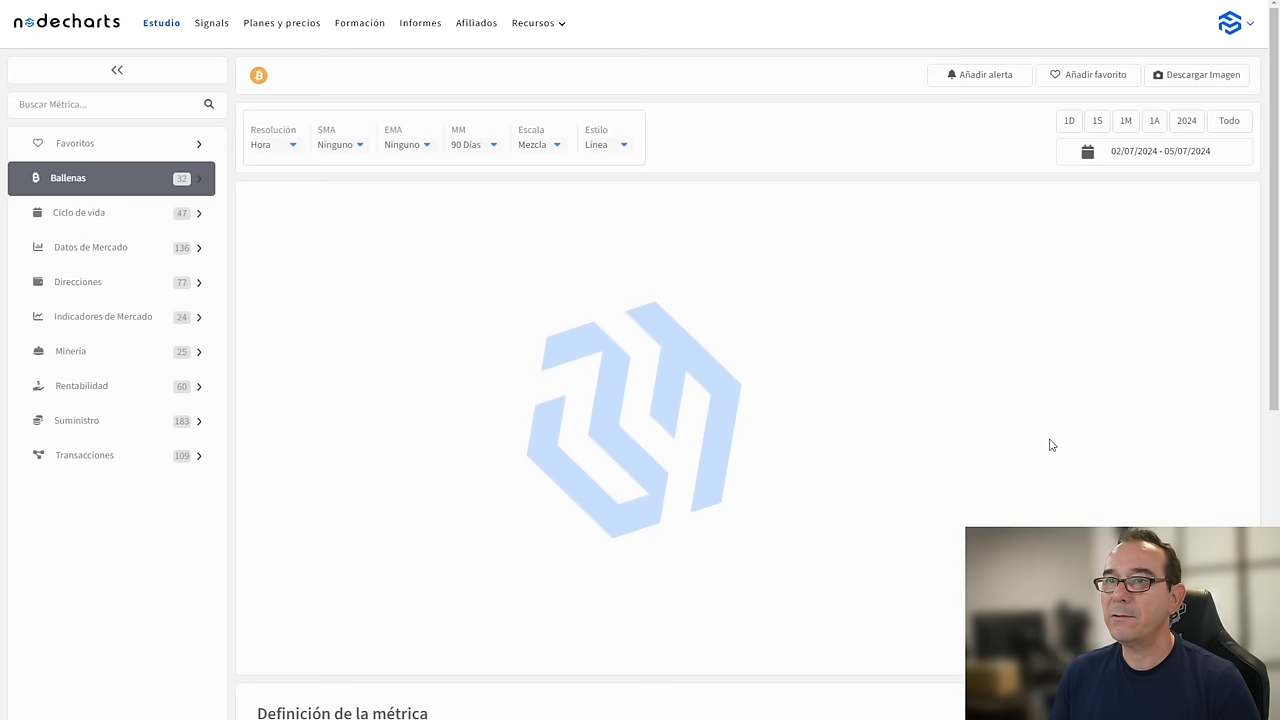 nodecharts
Estudio
Signals
Planes y precios
Formación
Informes
Afiliados
Recursos
Buscar Métrica...
Favoritos
Ballenas 32
Ciclo de vida 47
Datos de Mercado 136
Direcciones 77
Indicadores de Mercado 24
Minería 25
Rentabilidad 60
Suministro 183
Transacciones 109
Añadir alerta
Añadir favorito
Descargar Imagen
Resolución SMA EMA MM Escala Estilo
Hora Ninguno Ninguno 90 Días Mezcla Linea
1D 1S 1M 1A 2024 Todo
02/07/2024 - 05/07/2024
Definición de la métrica